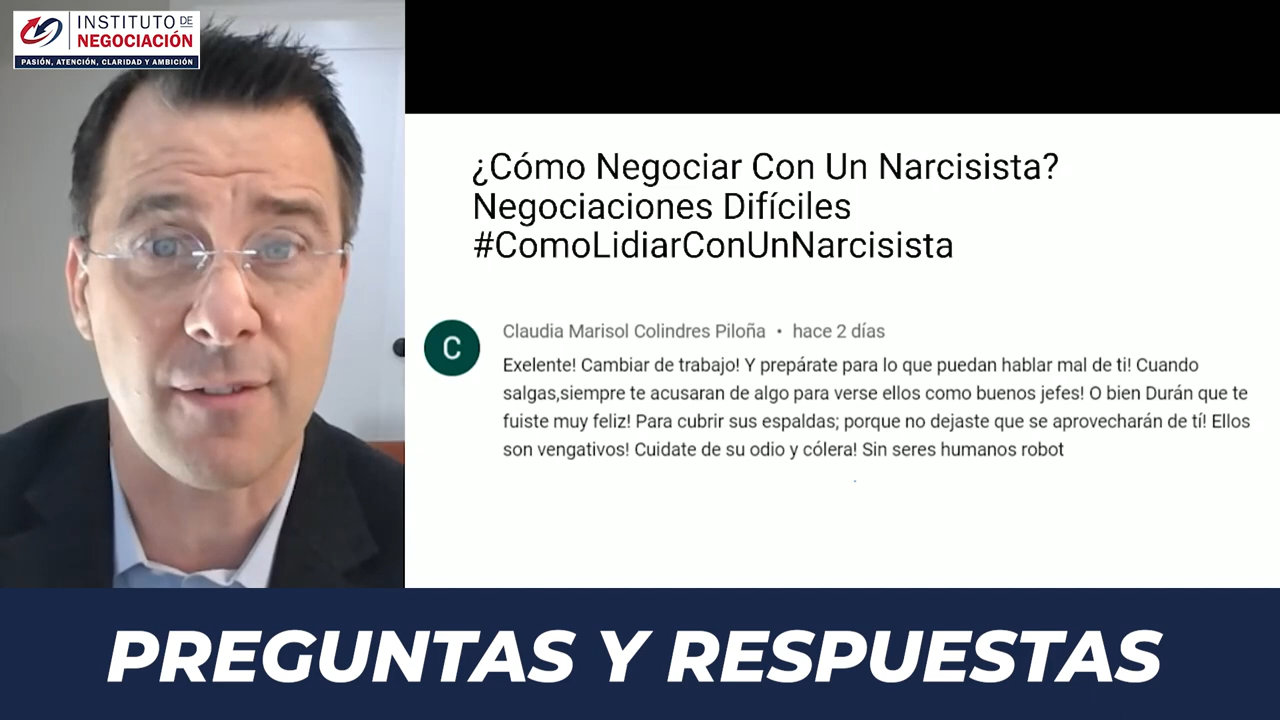 INSTITUTO DE
NEGOCIACIÓN
PASIÓN, ATENCIÓN, CLARIDAD Y AMBICIÓN
¿Cómo Negociar Con Un Narcisista?
Negociaciones Difíciles
#ComoLidiarConUnNarcisista
C
Claudia Marisol Colindres Piloña • hace 2 días
Exelente! Cambiar de trabajo! Y prepárate para lo que puedan hablar mal de ti! Cuando
salgas,siempre te acusaran de algo para verse ellos como buenos jefes! O bien Durán que te
fuiste muy feliz! Para cubrir sus espaldas; porque no dejaste que se aprovecharán de tí! Ellos
son vengativos! Cuidate de su odio y cólera! Sin seres humanos robot
PREGUNTAS Y RESPUESTAS